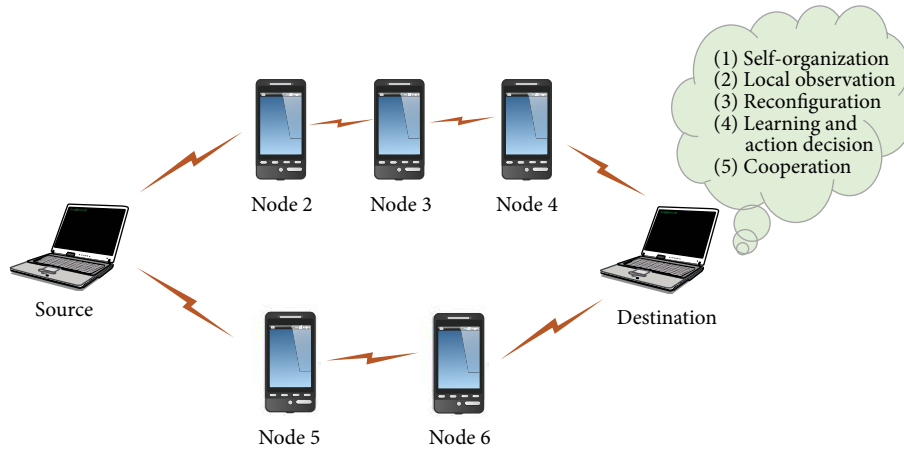 (1) Self-organization
(2) Local observation
(3) Reconfiguration
(4) Learning and
action decision
(5) Cooperation
Node 2
Node 3
Node 4
Source
Destination
Node 5
Node 6